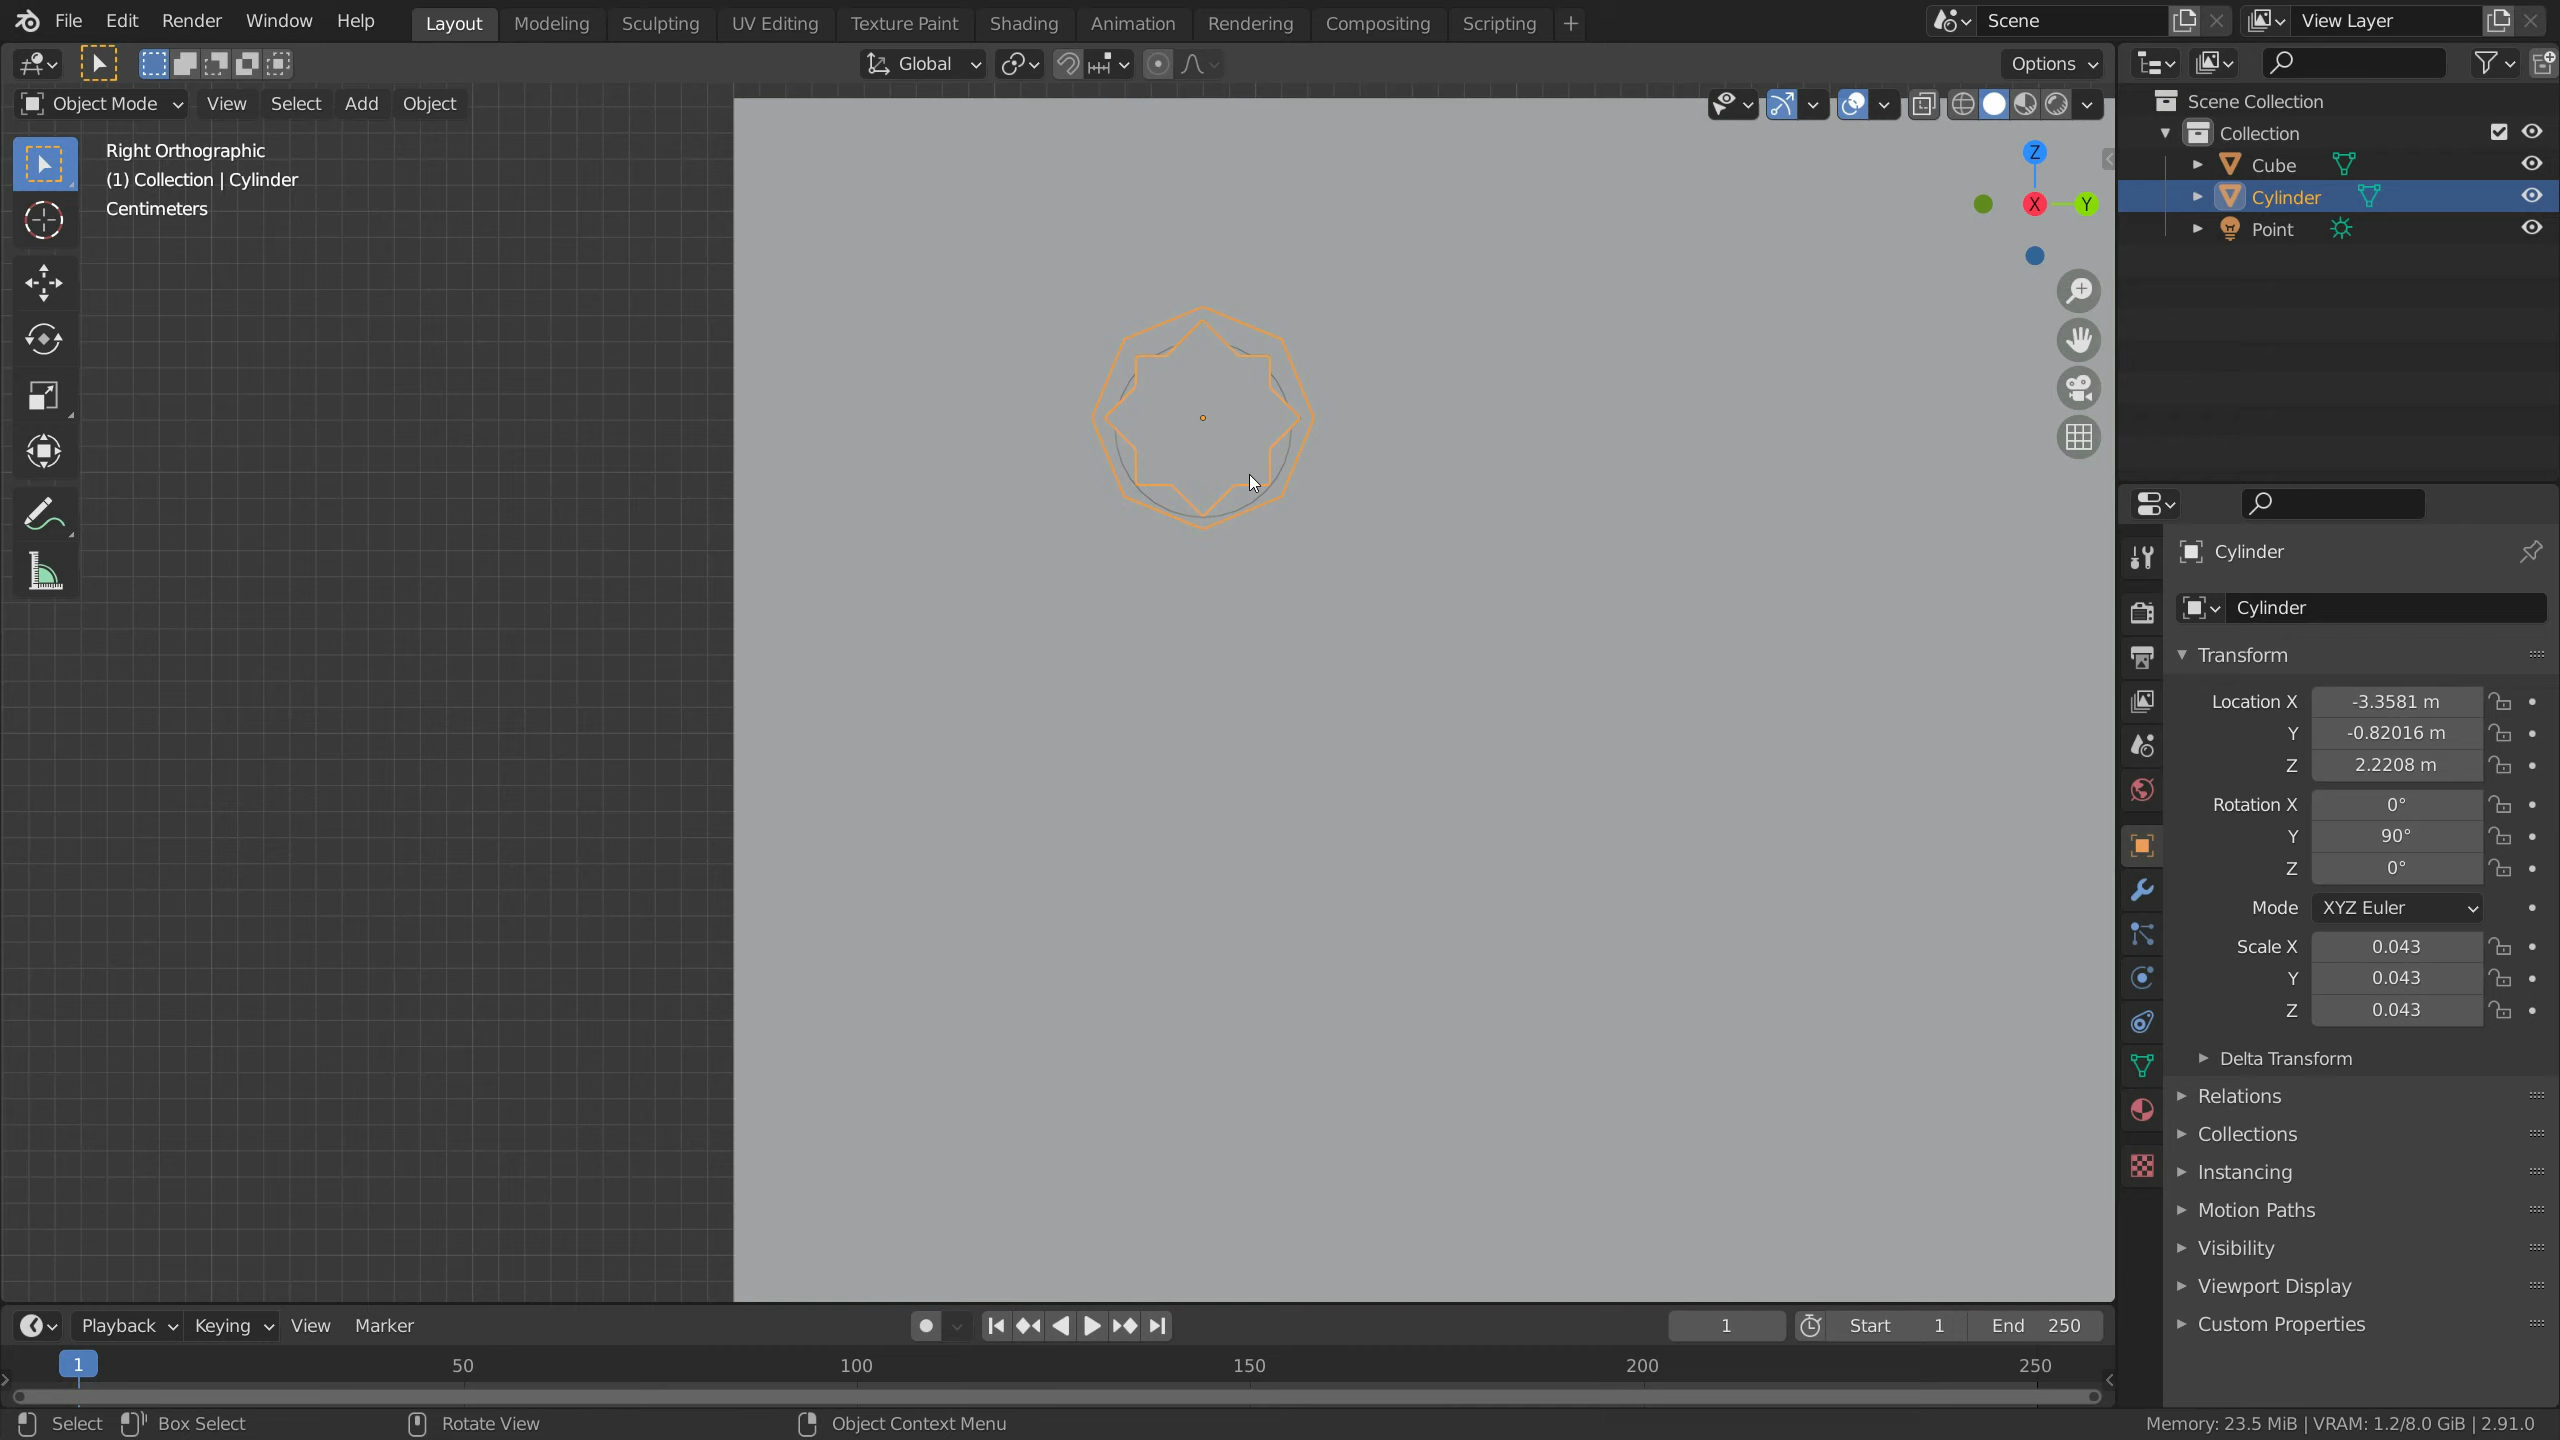 File Edit Render Window Help Layout Modeling Sculpting UV Editing Texture Paint Shading Animation Rendering Compositing Scripting + Scene View Layer
Global Options
Object Mode View Select Add Object
Right Orthographic
(1) Collection | Cylinder
Centimeters
Z
X
Y
Scene Collection
Collection
Cube
Cylinder
Point
Cylinder
Cylinder
Transform
Location X -3.3581 m
Y -0.82016 m
Z 2.2208 m
Rotation X 0°
Y 90°
Z 0°
Mode XYZ Euler
Scale X 0.043
Y 0.043
Z 0.043
Delta Transform
Relations
Collections
Instancing
Motion Paths
Visibility
Viewport Display
Custom Properties
Playback Keying View Marker 1 Start 1 End 250
1 50 100 150 200 250
Select Box Select Rotate View Object Context Menu Memory: 23.5 MiB | VRAM: 1.2/8.0 GiB | 2.91.0